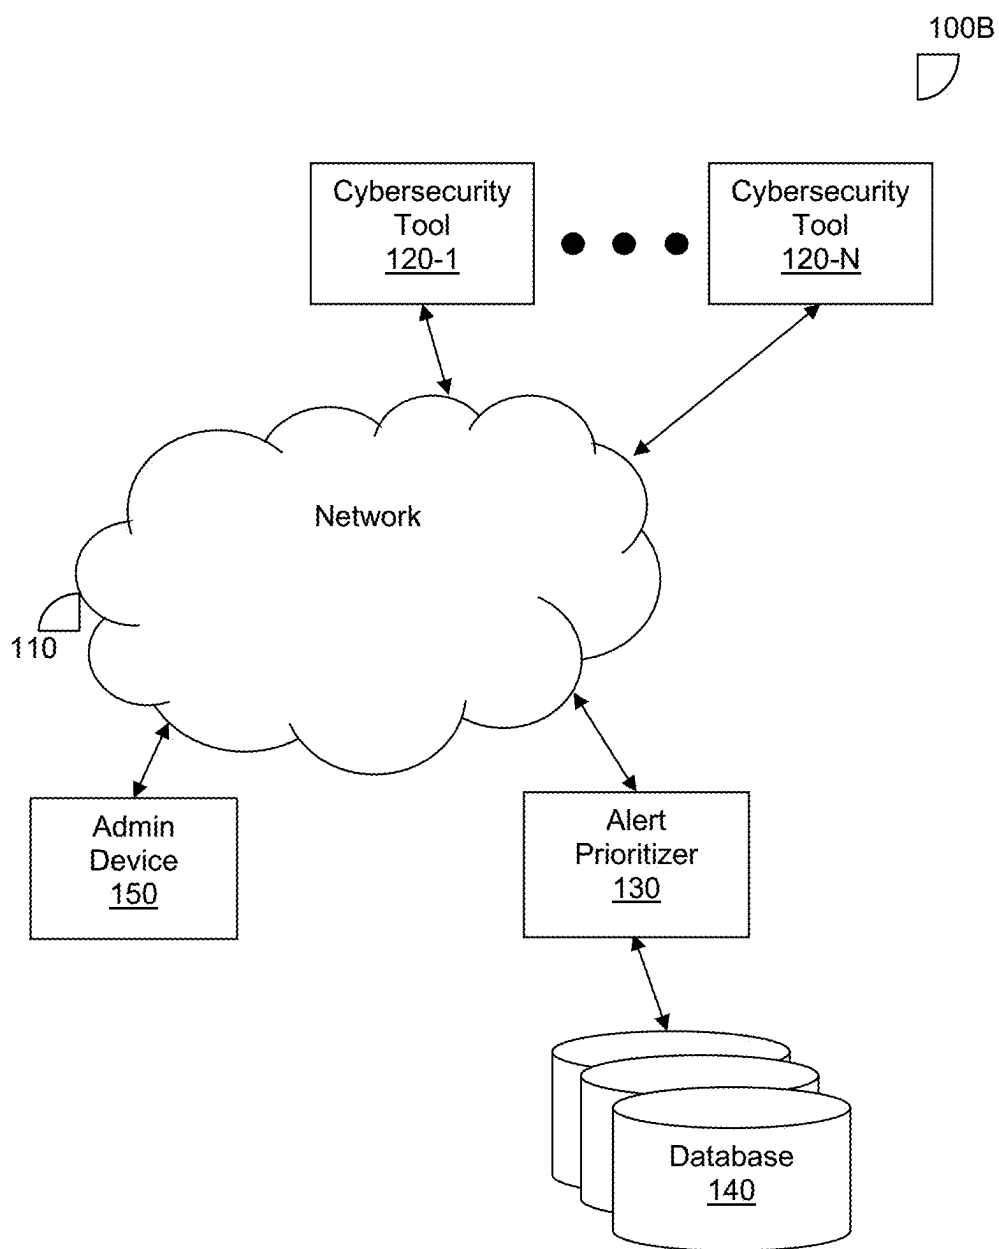 100B
Cybersecurity
Tool
120-1
Cybersecurity
Tool
120-N
Network
110
Admin
Device
150
Alert
Prioritizer
130
Database
140